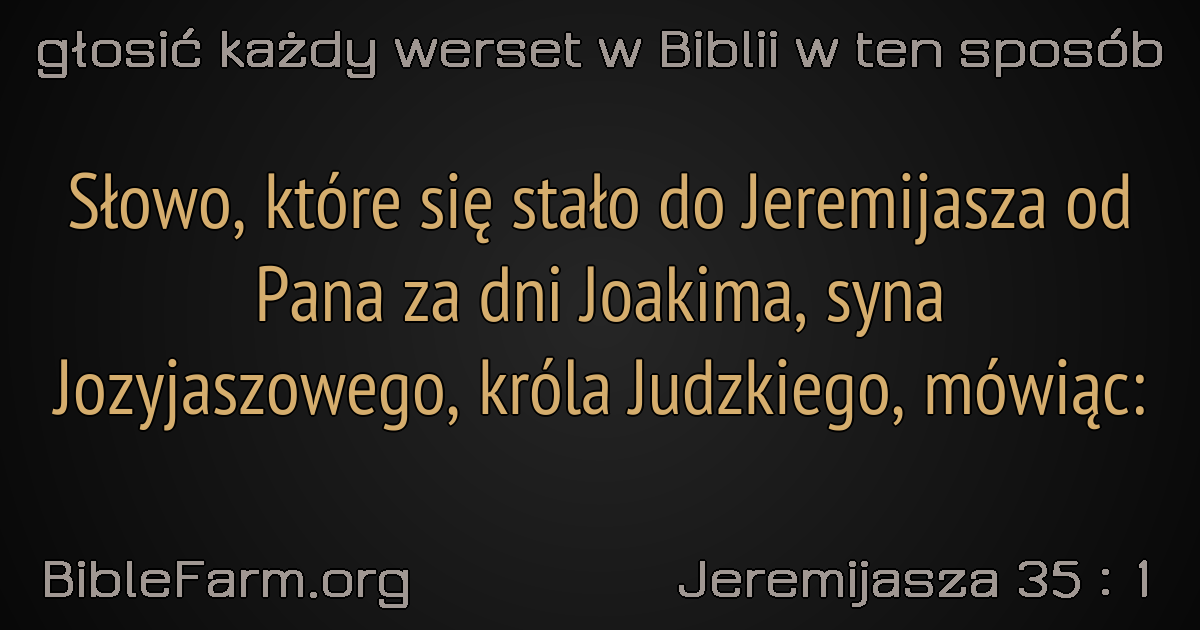 głosić każdy werset w Biblii w ten sposób
Słowo, które się stało do Jeremijasza od
Pana za dni Joakima, syna
Jozyjaszowego, króla Judzkiego, mówiąc:
BibleFarm.org
Jeremijasza 35 : 1